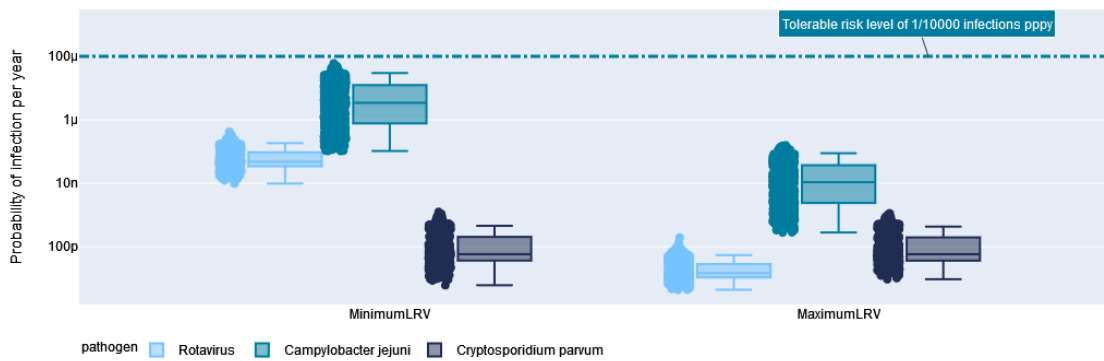 Tolerable risk level of 1/10000 infections pppy
Probability of infection per year
100µ
1µ
10n
100p
MinimumLRV
MaximumLRV
pathogen
Rotavirus
Campylobacter jejuni
Cryptosporidium parvum